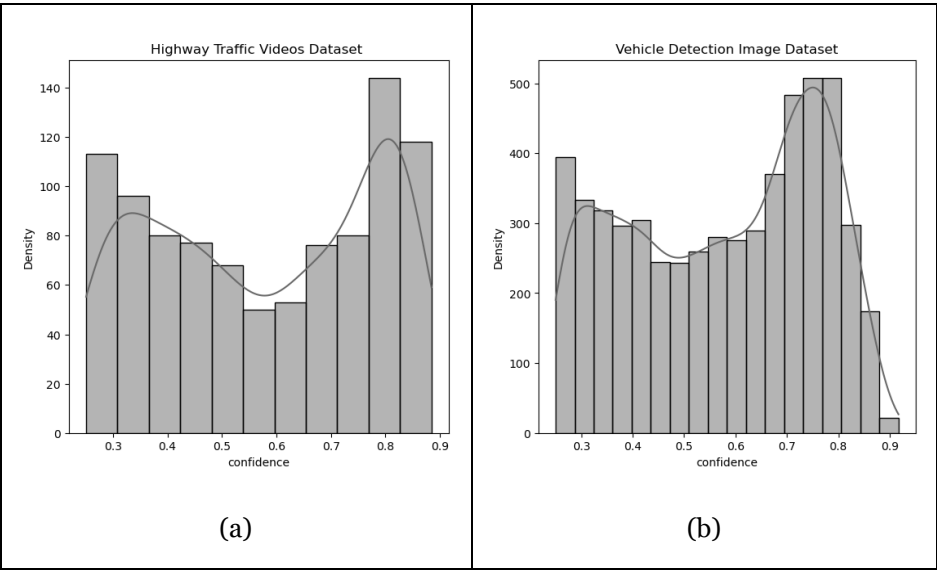 Highway Traffic Videos Dataset
Density
140
120
100
80
60
40
20
0
0.3 0.4 0.5 0.6 0.7 0.8 0.9
confidence
(a)
Vehicle Detection Image Dataset
Density
500
400
300
200
100
0
0.3 0.4 0.5 0.6 0.7 0.8 0.9
confidence
(b)